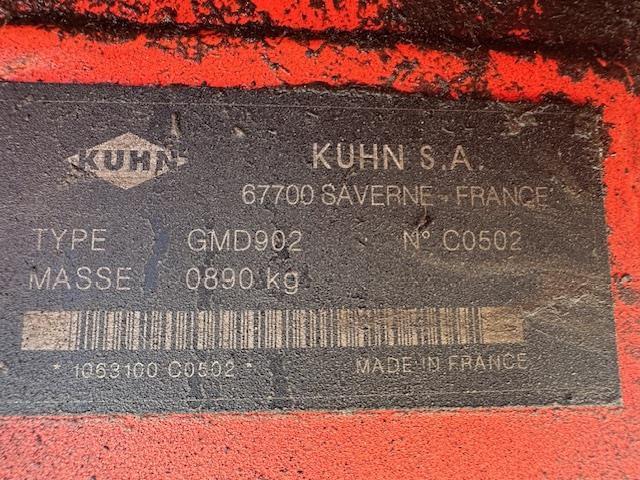 KUHN
KUHN S.A.
67700 SAVERNE - FRANCE
TYPE GMD902 N° C0502
MASSE 0890 kg
* 1063100 C0502 *
MADE IN FRANCE